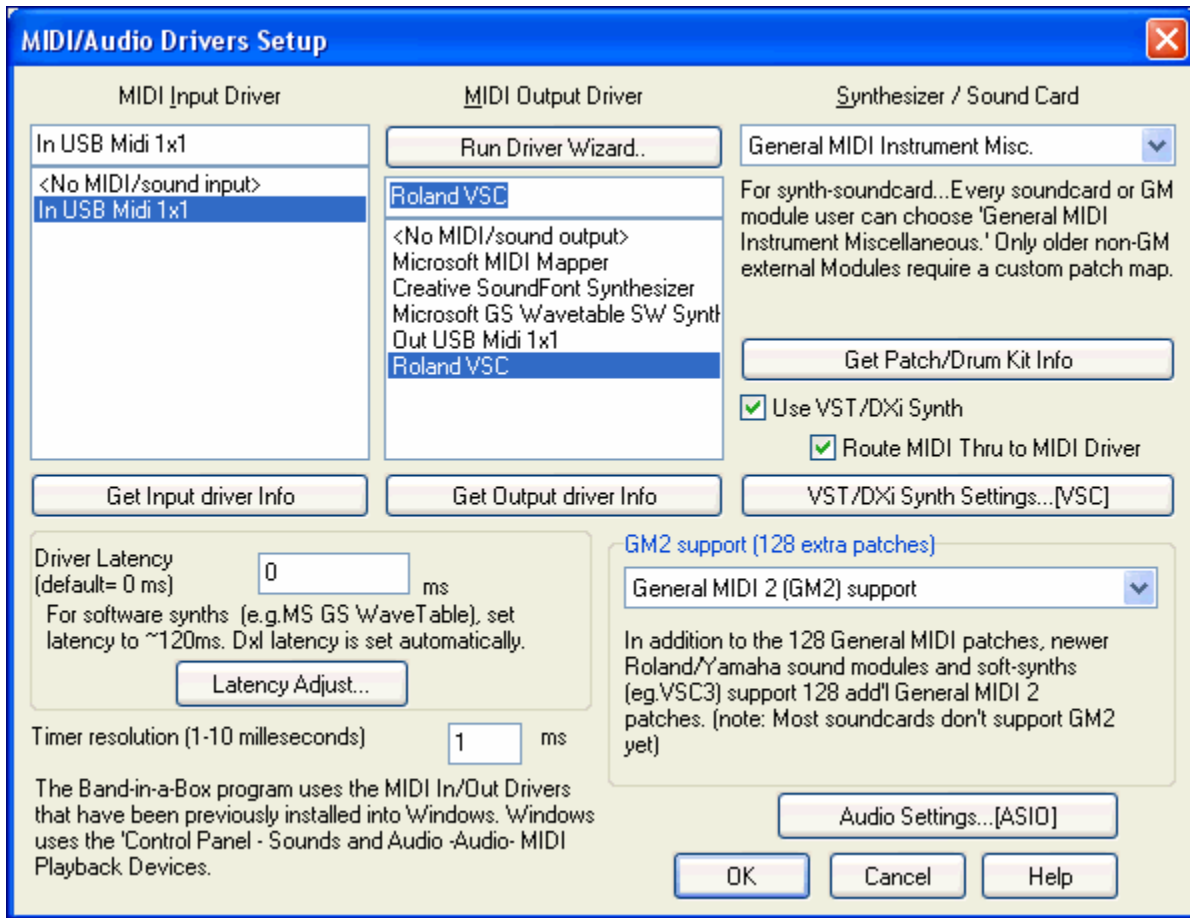 MIDI/Audio Drivers Setup
MIDI Input Driver
In USB Midi 1x1
<No MIDI/sound input>
In USB Midi 1x1
Get Input driver Info
MIDI Output Driver
Run Driver Wizard..
Roland VSC
<No MIDI/sound output>
Microsoft MIDI Mapper
Creative SoundFont Synthesizer
Microsoft GS Wavetable SW Synth
Out USB Midi 1x1
Roland VSC
Get Output driver Info
Synthesizer / Sound Card
General MIDI Instrument Misc.
For synth-soundcard...Every soundcard or GM
module user can choose 'General MIDI
Instrument Miscellaneous.' Only older non-GM
external Modules require a custom patch map.
Get Patch/Drum Kit Info
Use VST/DXi Synth
Route MIDI Thru to MIDI Driver
VST/DXi Synth Settings...[VSC]
Driver Latency
(default= 0 ms)
0
ms
For software synths (e.g.MS GS WaveTable), set
latency to ~120ms. DxI latency is set automatically.
Latency Adjust...
Timer resolution (1-10 milleseconds)
1
ms
The Band-in-a-Box program uses the MIDI In/Out Drivers
that have been previously installed into Windows. Windows
uses the 'Control Panel - Sounds and Audio -Audio- MIDI
Playback Devices.
GM2 support (128 extra patches)
General MIDI 2 (GM2) support
In addition to the 128 General MIDI patches, newer
Roland/Yamaha sound modules and soft-synths
(eg.VSC3) support 128 add'l General MIDI 2
patches. (note: Most soundcards don't support GM2
yet)
Audio Settings...[ASIO]
OK
Cancel
Help